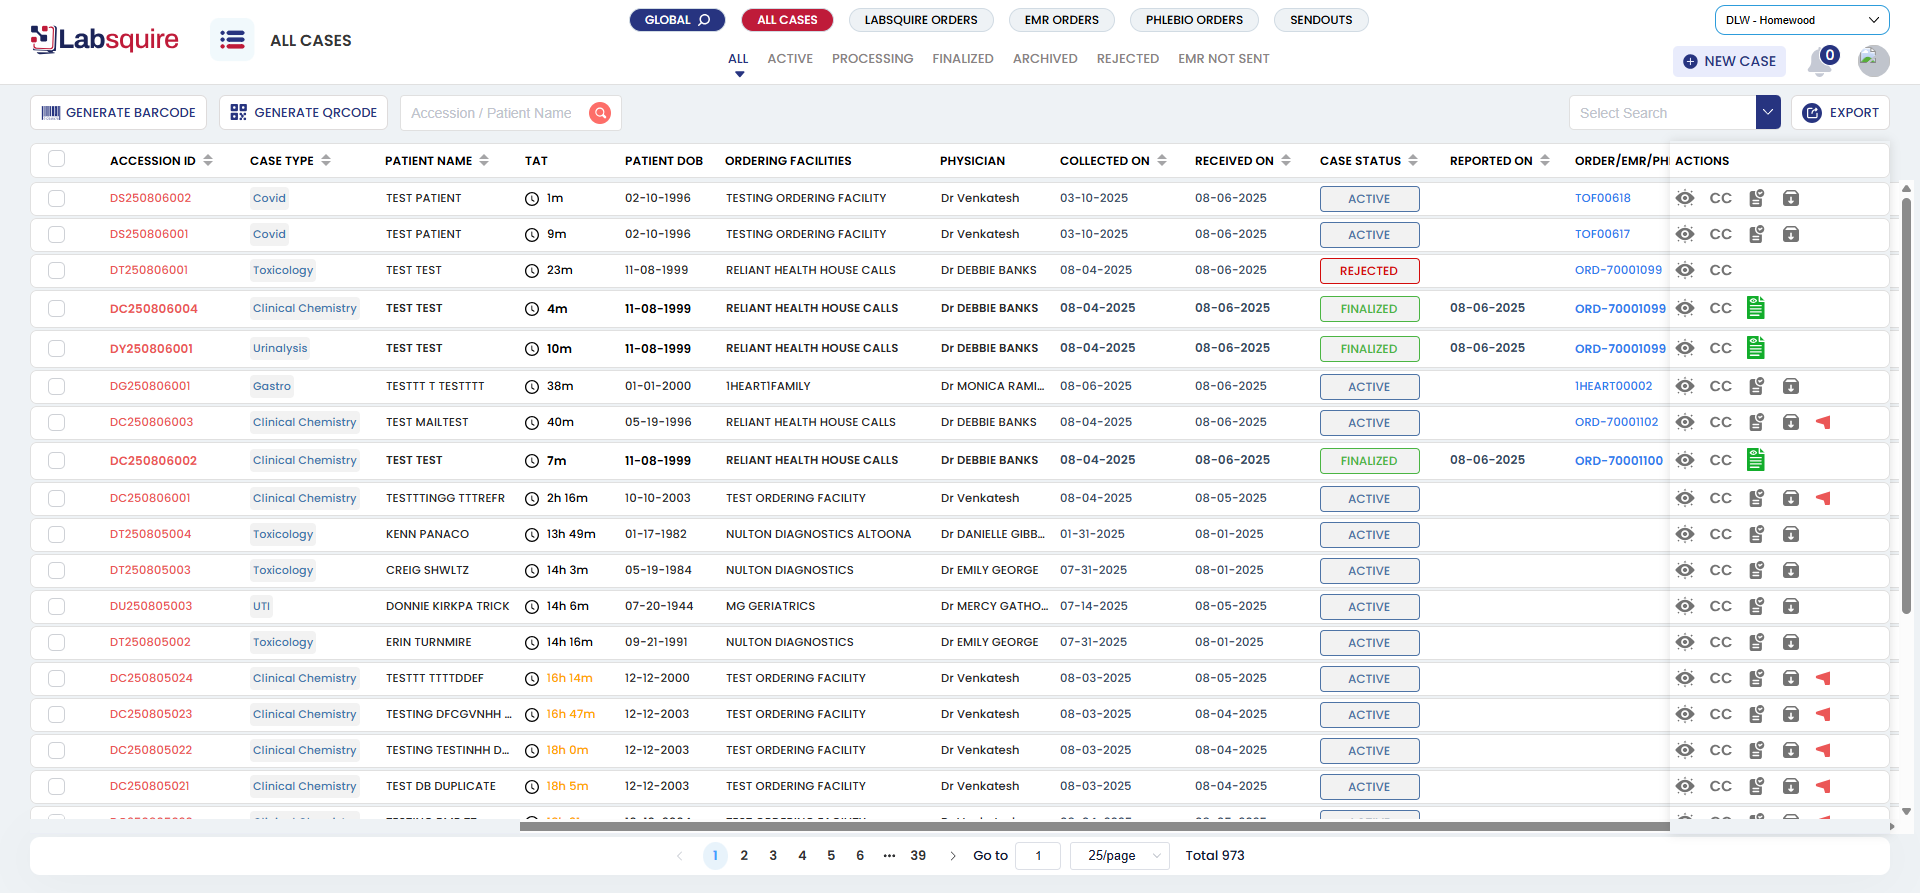 GLOBAL ALL CASES LABSQUIRE ORDERS EMR ORDERS PHLEBIO ORDERS SENDOUTS DLW - Homewood
Labsquire ALL CASES
ALL ACTIVE PROCESSING FINALIZED ARCHIVED REJECTED EMR NOT SENT NEW CASE 0
GENERATE BARCODE GENERATE QRCODE Accession / Patient Name Select Search EXPORT
ACCESSION ID CASE TYPE PATIENT NAME TAT PATIENT DOB ORDERING FACILITIES PHYSICIAN COLLECTED ON RECEIVED ON CASE STATUS REPORTED ON ORDER/EMR/PH ACTIONS
DS250806002 Covid TEST PATIENT 1m 02-10-1996 TESTING ORDERING FACILITY Dr Venkatesh 03-10-2025 08-06-2025 ACTIVE TOF00618 CC
DS250806001 Covid TEST PATIENT 9m 02-10-1996 TESTING ORDERING FACILITY Dr Venkatesh 03-10-2025 08-06-2025 ACTIVE TOF00617 CC
DT250806001 Toxicology TEST TEST 23m 11-08-1999 RELIANT HEALTH HOUSE CALLS Dr DEBBIE BANKS 08-04-2025 08-06-2025 REJECTED ORD-70001099 CC
DC250806004 Clinical Chemistry TEST TEST 4m 11-08-1999 RELIANT HEALTH HOUSE CALLS Dr DEBBIE BANKS 08-04-2025 08-06-2025 FINALIZED 08-06-2025 ORD-70001099 CC
DY250806001 Urinalysis TEST TEST 10m 11-08-1999 RELIANT HEALTH HOUSE CALLS Dr DEBBIE BANKS 08-04-2025 08-06-2025 FINALIZED 08-06-2025 ORD-70001099 CC
DG250806001 Gastro TESTTT T TESTTTT 38m 01-01-2000 1HEART1FAMILY Dr MONICA RAMI... 08-06-2025 08-06-2025 ACTIVE 1HEART00002 CC
DC250806003 Clinical Chemistry TEST MAILTEST 40m 05-19-1996 RELIANT HEALTH HOUSE CALLS Dr DEBBIE BANKS 08-04-2025 08-06-2025 ACTIVE ORD-70001102 CC
DC250806002 Clinical Chemistry TEST TEST 7m 11-08-1999 RELIANT HEALTH HOUSE CALLS Dr DEBBIE BANKS 08-04-2025 08-06-2025 FINALIZED 08-06-2025 ORD-70001100 CC
DC250806001 Clinical Chemistry TESTTTINGG TTTREFR 2h 16m 10-10-2003 TEST ORDERING FACILITY Dr Venkatesh 08-04-2025 08-05-2025 ACTIVE CC
DT250805004 Toxicology KENN PANACO 13h 49m 01-17-1982 NULTON DIAGNOSTICS ALTOONA Dr DANIELLE GIBB... 01-31-2025 08-01-2025 ACTIVE CC
DT250805003 Toxicology CREIG SHWLTZ 14h 3m 05-19-1984 NULTON DIAGNOSTICS Dr EMILY GEORGE 07-31-2025 08-01-2025 ACTIVE CC
DU250805003 UTI DONNIE KIRKPA TRICK 14h 6m 07-20-1944 MG GERIATRICS Dr MERCY GATHO... 07-14-2025 08-05-2025 ACTIVE CC
DT250805002 Toxicology ERIN TURNMIRE 14h 16m 09-21-1991 NULTON DIAGNOSTICS Dr EMILY GEORGE 07-31-2025 08-01-2025 ACTIVE CC
DC250805024 Clinical Chemistry TESTTT TTTTDDEF 16h 14m 12-12-2000 TEST ORDERING FACILITY Dr Venkatesh 08-03-2025 08-05-2025 ACTIVE CC
DC250805023 Clinical Chemistry TESTING DFCGVNHH ... 16h 47m 12-12-2003 TEST ORDERING FACILITY Dr Venkatesh 08-03-2025 08-04-2025 ACTIVE CC
DC250805022 Clinical Chemistry TESTING TESTINHH D... 18h 0m 12-12-2003 TEST ORDERING FACILITY Dr Venkatesh 08-03-2025 08-04-2025 ACTIVE CC
DC250805021 Clinical Chemistry TEST DB DUPLICATE 18h 5m 12-12-2003 TEST ORDERING FACILITY Dr Venkatesh 08-03-2025 08-04-2025 ACTIVE CC
1 2 3 4 5 6 ••• 39 Go to 1 25/page Total 973